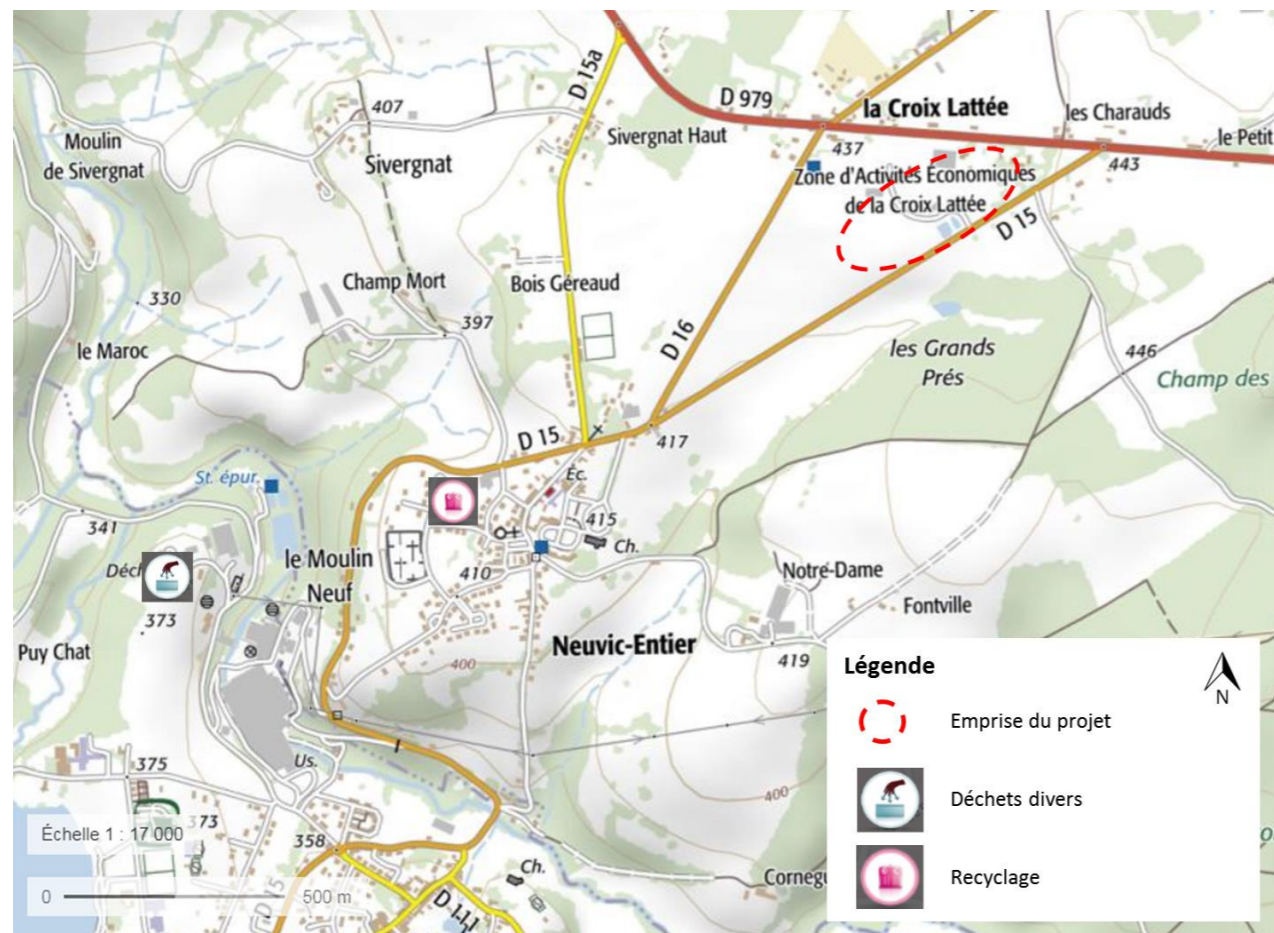 D 15a
407
D 979
la Croix Lattée
les Charauds
Moulin
de Sivergnat
Sivergnat
Sivergnat Haut
437
le Petit
443
Zone d'Activités Économiques
de la Croix Lattée
D 15
Champ Mort
Bois Géreaud
330
397
le Maroc
D 16
les Grands
Prés
446
Champ des
D 15
417
St. épur.
Éc.
341
415
Ch.
le Moulin
Neuf
410
Notre-Dame
Fontville
373
Puy Chat
Neuvic-Entier
400
419
Légende
N
Emprise du projet
Us.
375
400
Déchets divers
Échelle 1 : 17 000
373
358
Ch.
Recyclage
0
500 m
D 15